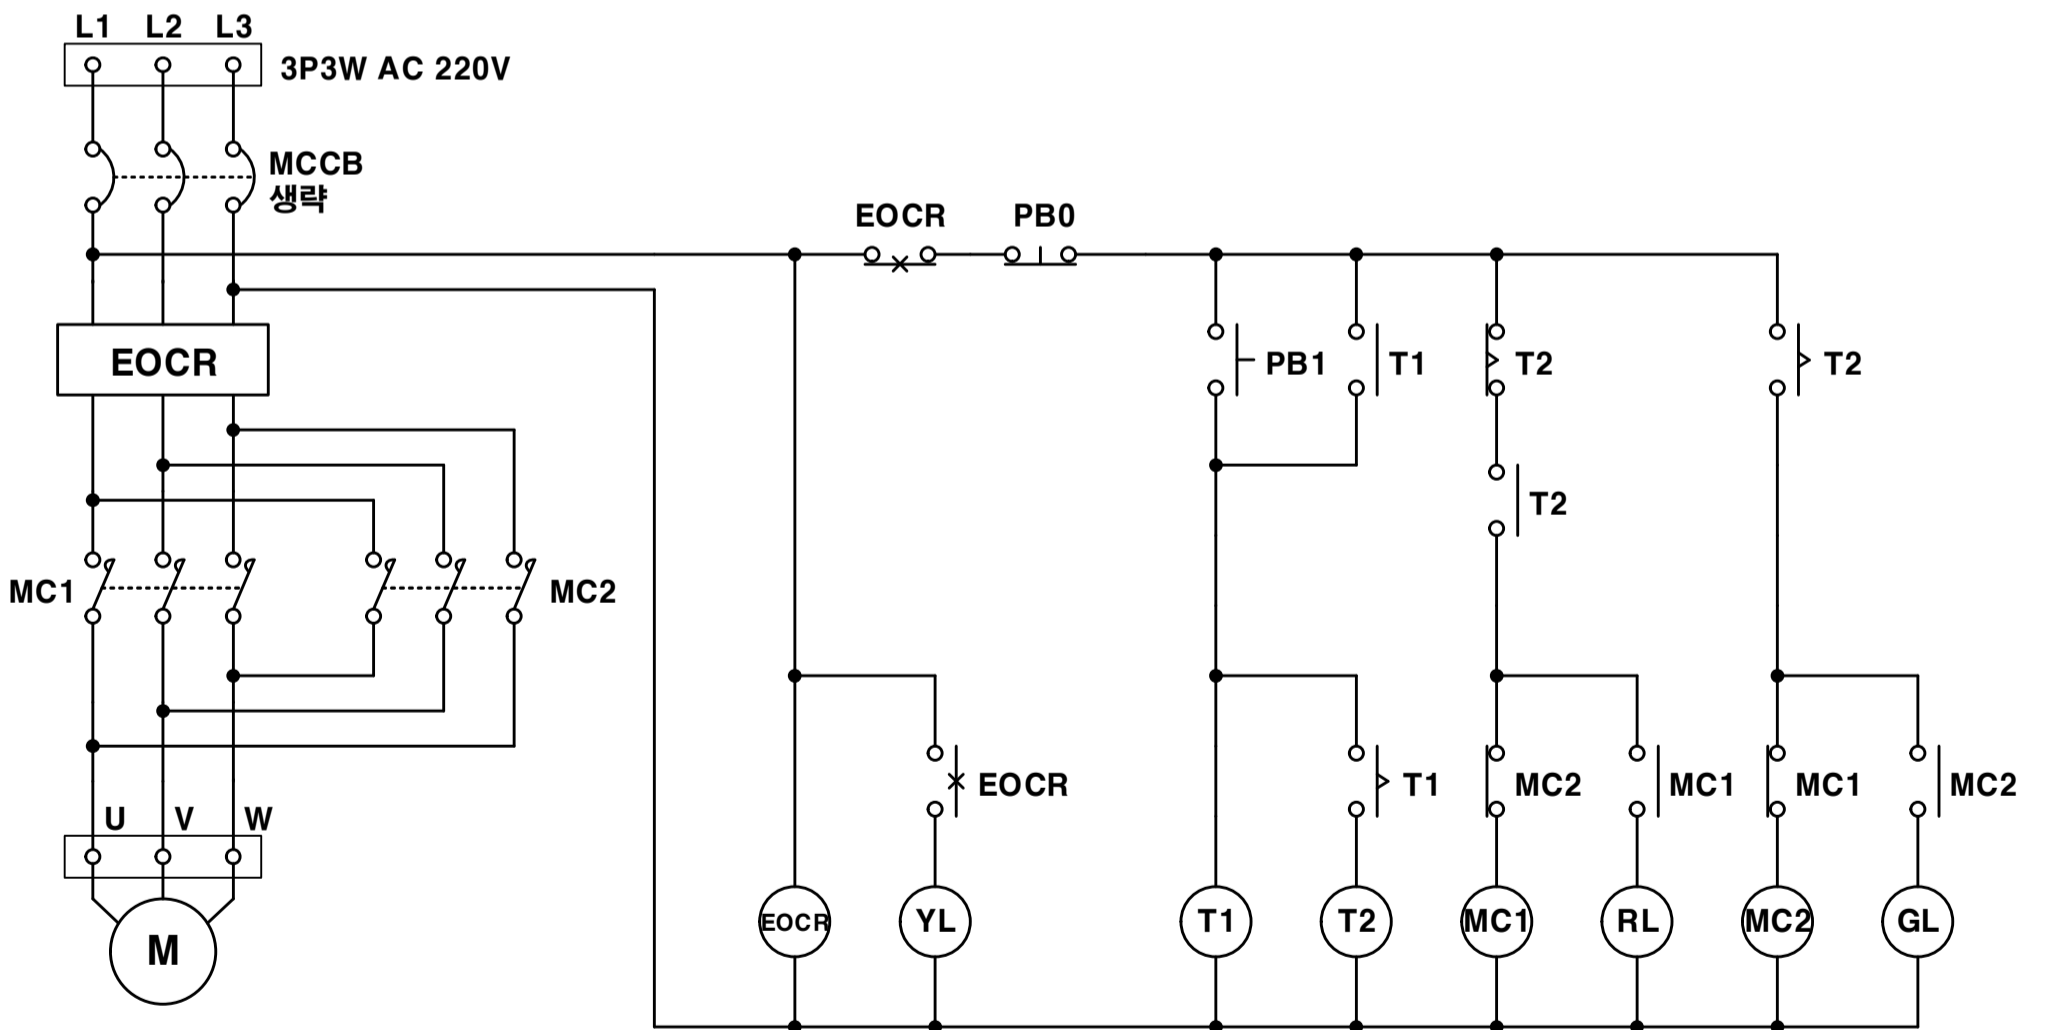 L1 L2 L3
3P3W AC 220V
MCCB
생략
EOCR PB0
EOCR
PB1 T1 T2 T2
T2
MC1 MC2
EOCR T1 MC2 MC1 MC1 MC2
U V W
EOCR YL T1 T2 MC1 RL MC2 GL
M